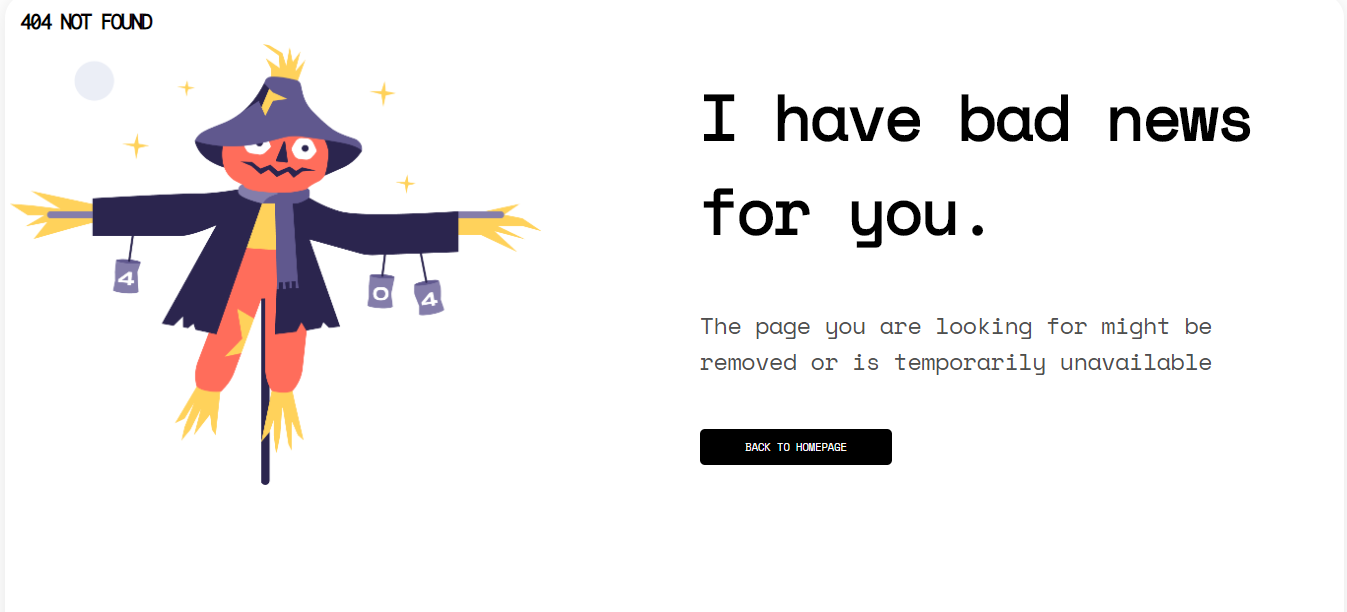 404 NOT FOUND
4
0
4
I have bad news
for you.
The page you are looking for might be
removed or is temporarily unavailable
BACK TO HOMEPAGE